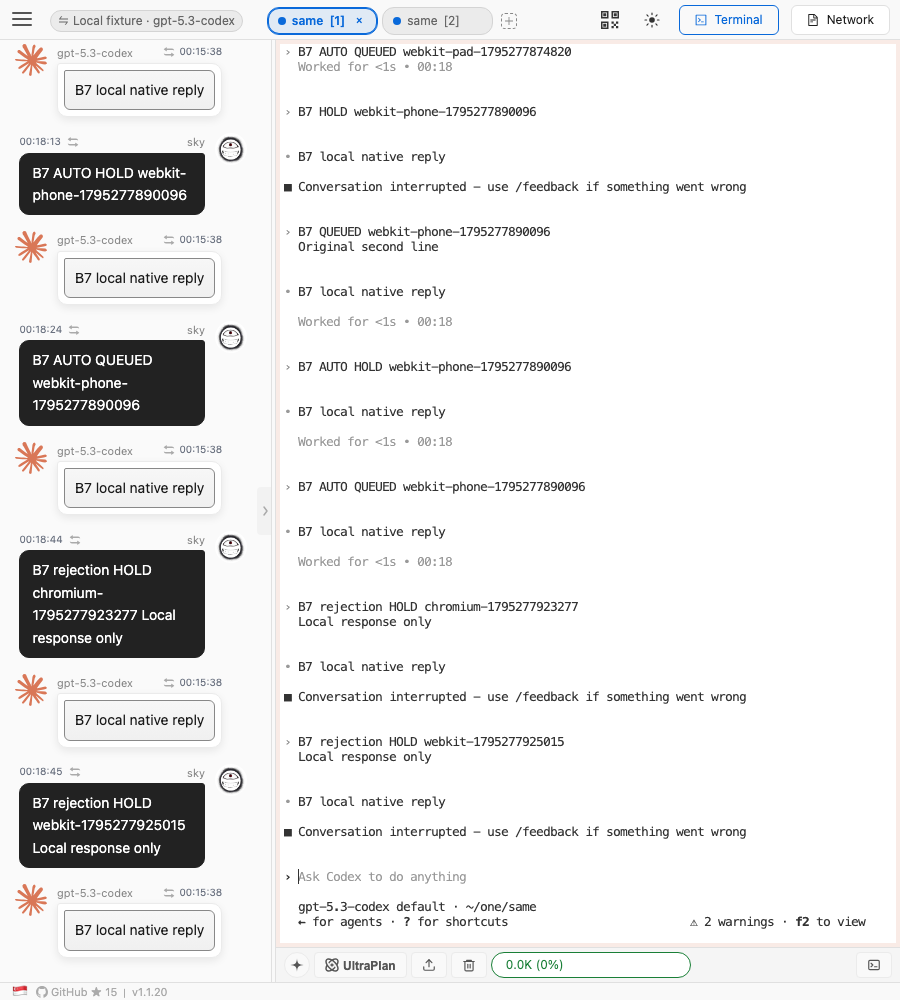 Local fixture · gpt-5.3-codex
same [1] ×
same [2]
Terminal
Network
gpt-5.3-codex 00:15:38
B7 local native reply
00:18:13 sky
B7 AUTO HOLD webkit-
phone-1795277890096
gpt-5.3-codex 00:15:38
B7 local native reply
00:18:24 sky
B7 AUTO QUEUED
webkit-phone-
1795277890096
gpt-5.3-codex 00:15:38
B7 local native reply
00:18:44 sky
B7 rejection HOLD
chromium-
1795277923277 Local
response only
gpt-5.3-codex 00:15:38
B7 local native reply
00:18:45 sky
B7 rejection HOLD
webkit-1795277925015
Local response only
gpt-5.3-codex 00:15:38
B7 local native reply
› B7 AUTO QUEUED webkit-pad-1795277874820
Worked for <1s • 00:18
› B7 HOLD webkit-phone-1795277890096
• B7 local native reply
■ Conversation interrupted - use /feedback if something went wrong
› B7 QUEUED webkit-phone-1795277890096
Original second line
• B7 local native reply
Worked for <1s • 00:18
› B7 AUTO HOLD webkit-phone-1795277890096
• B7 local native reply
Worked for <1s • 00:18
› B7 AUTO QUEUED webkit-phone-1795277890096
• B7 local native reply
Worked for <1s • 00:18
› B7 rejection HOLD chromium-1795277923277
Local response only
• B7 local native reply
■ Conversation interrupted - use /feedback if something went wrong
› B7 rejection HOLD webkit-1795277925015
Local response only
• B7 local native reply
■ Conversation interrupted - use /feedback if something went wrong
› Ask Codex to do anything
gpt-5.3-codex default · ~/one/same
← for agents · ? for shortcuts ⚠ 2 warnings · f2 to view
UltraPlan
0.0K (0%)
GitHub ★ 15 | v1.1.20